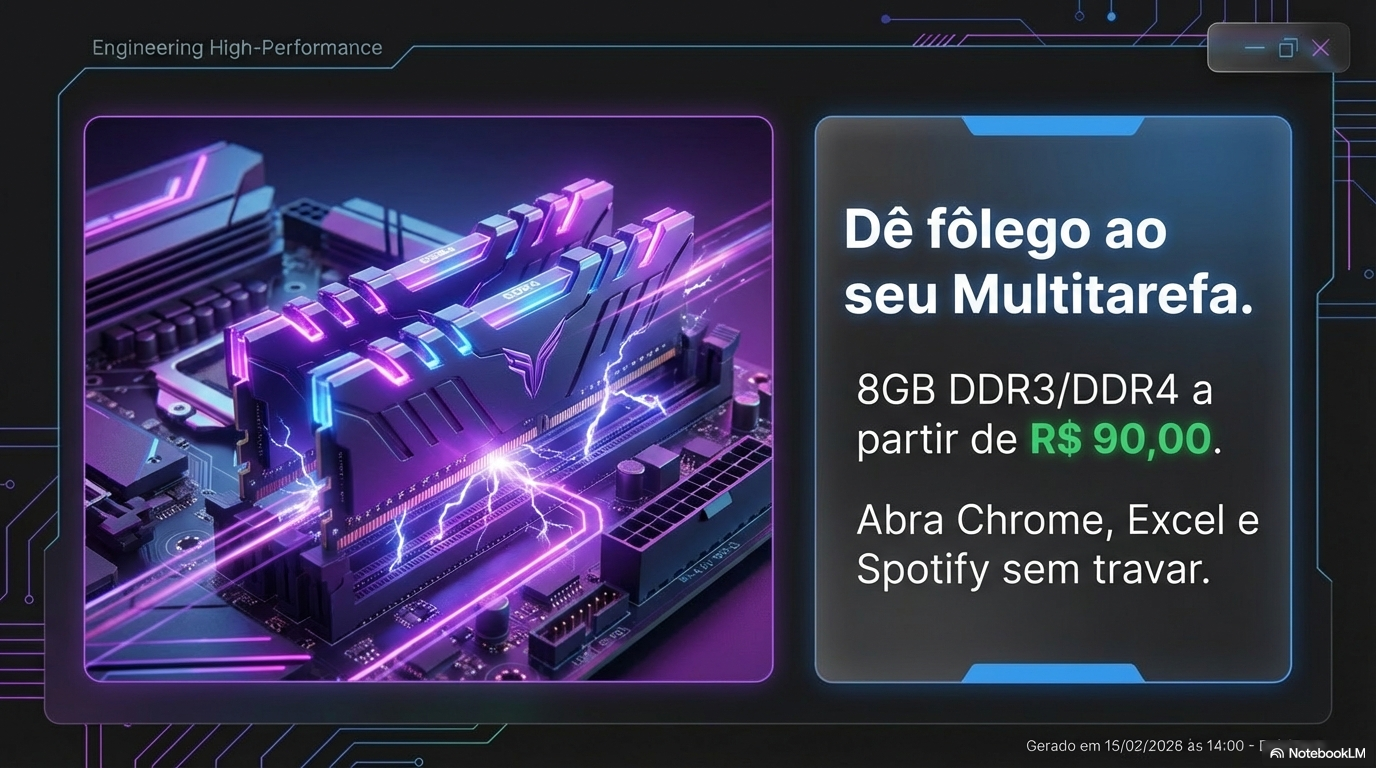 Engineering High-Performance
Dê fôlego ao
seu Multitarefa.
8GB DDR3/DDR4 a
partir de R$ 90,00.
Abra Chrome, Excel e
Spotify sem travar.
Gerado em 15/02/2026 às 14:00 -
NotebookLM